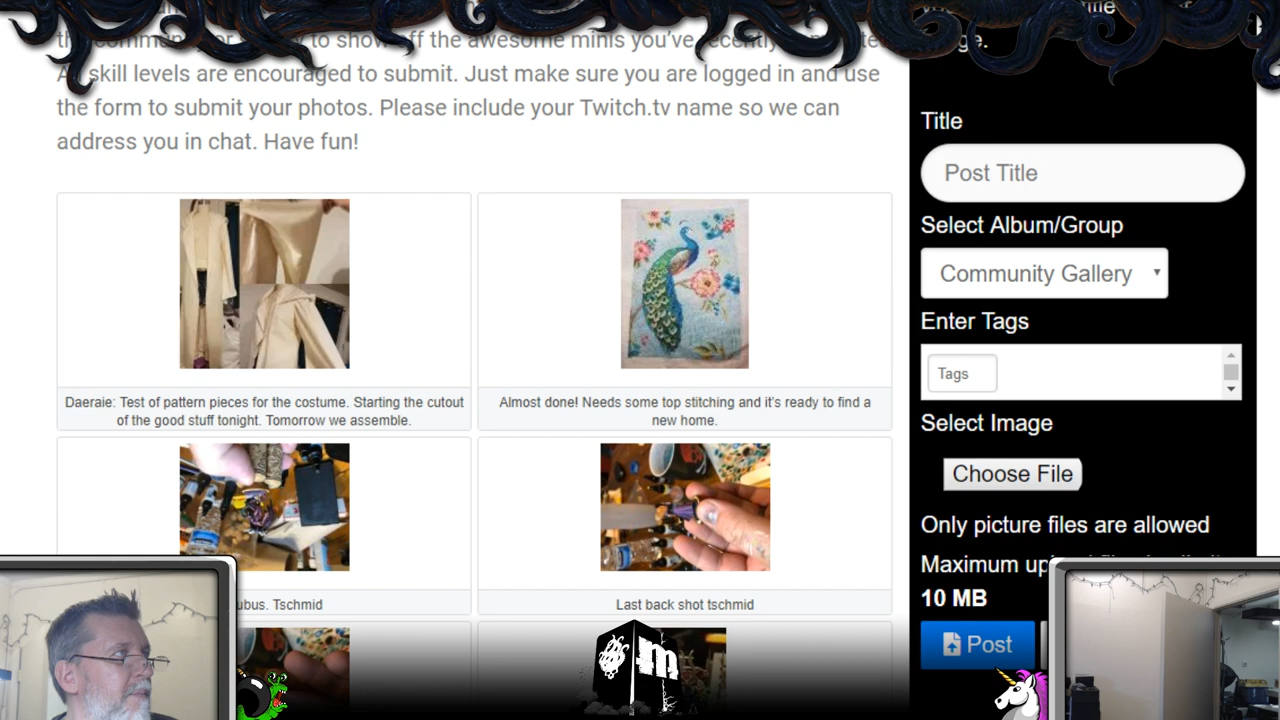 to show off the awesome minis you've recently
skill levels are encouraged to submit. Just make sure you are logged in and use
the form to submit your photos. Please include your Twitch.tv name so we can
address you in chat. Have fun!
Daeraie: Test of pattern pieces for the costume. Starting the cutout
of the good stuff tonight. Tomorrow we assemble.
Almost done! Needs some top stitching and it's ready to find a
new home.
Tschmid
Last back shot tschmid
Title
Post Title
Select Album/Group
Community Gallery
Enter Tags
Tags
Select Image
Choose File
Only picture files are allowed
Maximum
10 MB
Post
m